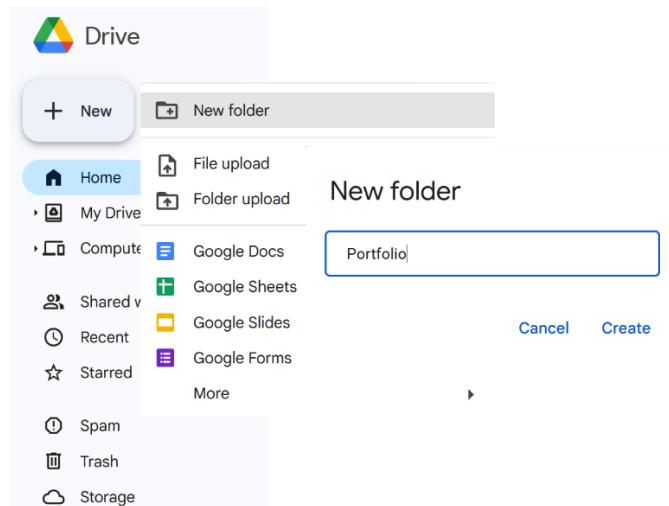 Drive
New
Home
My Drive
Compute
Shared w
Recent
Starred
Spam
Trash
Storage
New folder
File upload
Folder upload
Google Docs
Google Sheets
Google Slides
Google Forms
More
New folder
Portfolio
Cancel Create